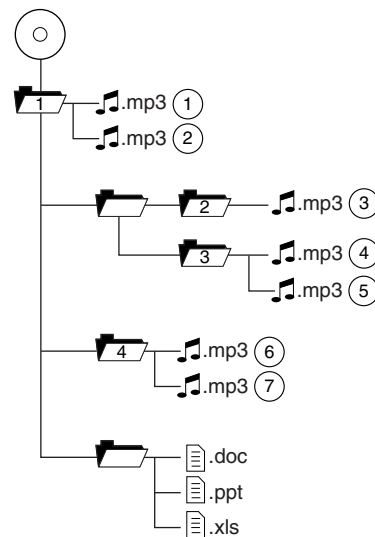 1 .mp3 1
.mp3 2
2 .mp3 3
3 .mp3 4
.mp3 5
4 .mp3 6
.mp3 7
.doc
.ppt
.xls